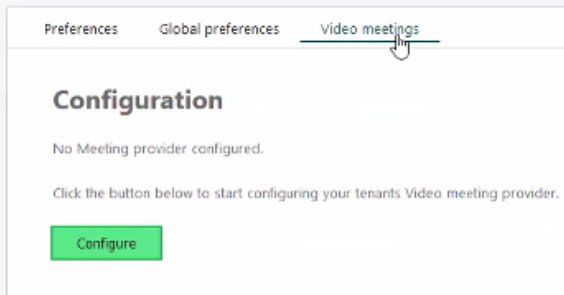 Preferences Global preferences Video meetings
Configuration
No Meeting provider configured.
Click the button below to start configuring your tenants Video meeting provider.
Configure